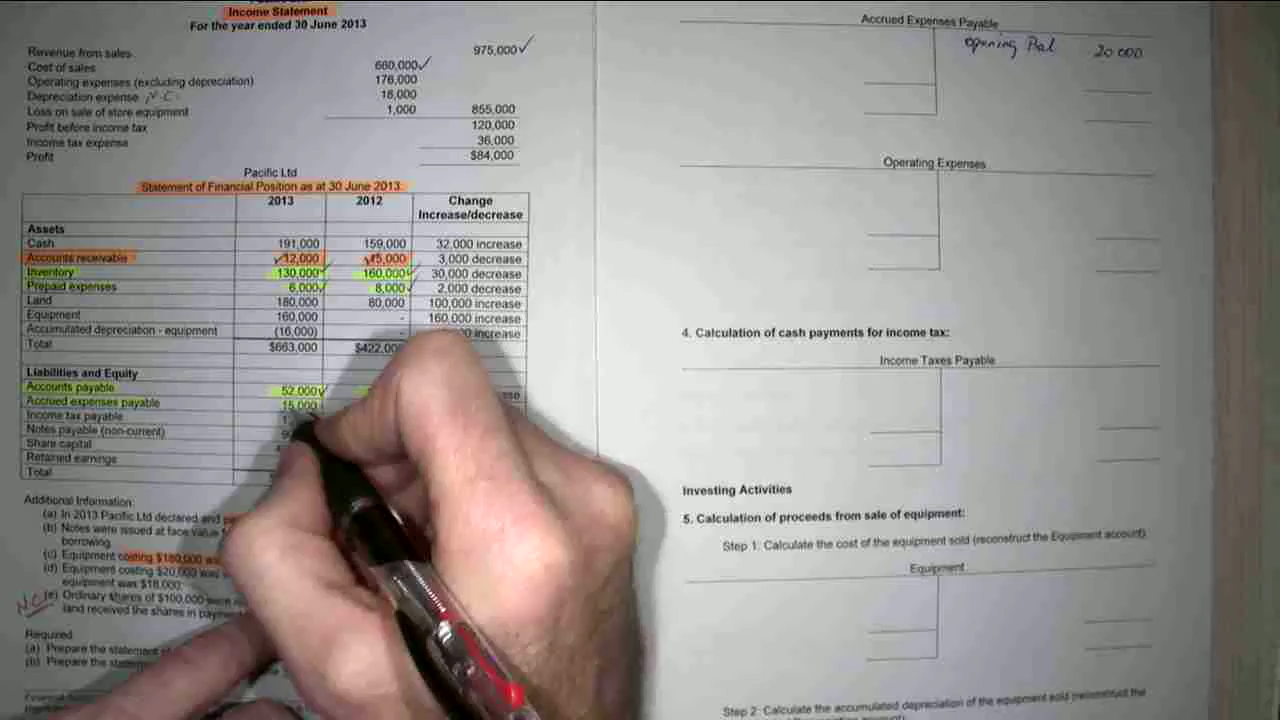 Income Statement
For the year ended 30 June 2013
Revenue from sales 975,000✓
Cost of sales 660,000✓
Operating expenses (excluding depreciation) 176,000
Depreciation expense N.C. 18,000
Loss on sale of store equipment 1,000 855,000
Profit before income tax 120,000
Income tax expense 36,000
Profit $84,000
Pacific Ltd
Statement of Financial Position as at 30 June 2013:
2013 2012 Change
Increase/decrease
Assets
Cash 191,000 159,000 32,000 increase
Accounts receivable ✓12,000 ✓15,000 3,000 decrease
Inventory 130,000✓ 160,000✓ 30,000 decrease
Prepaid expenses 6,000✓ 8,000✓ 2,000 decrease
Land 180,000 80,000 100,000 increase
Equipment 160,000 - 160,000 increase
Accumulated depreciation - equipment (16,000) - increase
Total $663,000 $422,000
Liabilities and Equity
Accounts payable 52,000✓
Accrued expenses payable 15,000
Income tax payable
Notes payable (non-current)
Share capital
Retained earnings
Total
Additional Information:
(a) In 2013 Pacific Ltd declared and
(b) Notes were issued at face value
borrowing.
(c) Equipment costing $180,000
(d) Equipment costing $20,000 was
equipment was $18,000.
NC (e) Ordinary shares of $100,000 were
land received the shares in
Required
(a) Prepare the statement
(b) Prepare the
Accrued Expenses Payable
Opening Bal 20 000
Operating Expenses
4. Calculation of cash payments for income tax:
Income Taxes Payable
Investing Activities
5. Calculation of proceeds from sale of equipment:
Step 1: Calculate the cost of the equipment sold (reconstruct the Equipment account)
Equipment
Step 2: Calculate the accumulated depreciation of the equipment sold (reconstruct the